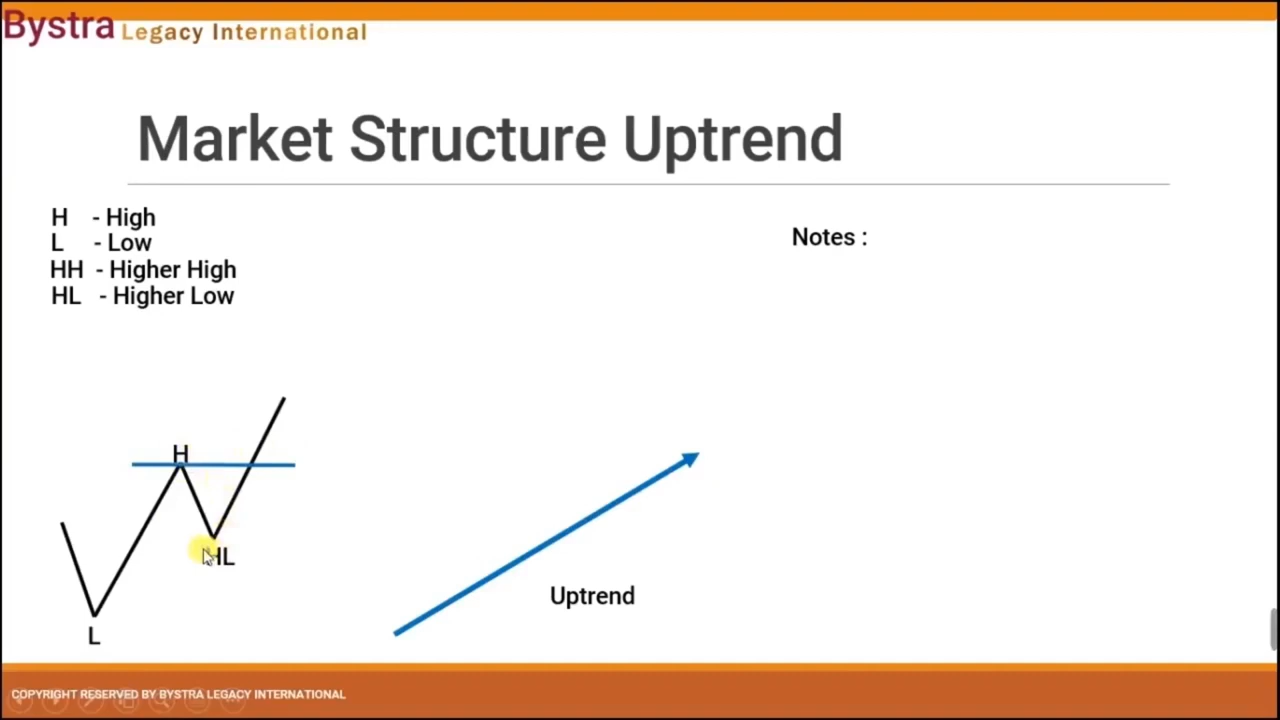 Bystra Legacy International
Market Structure Uptrend
H - High
L - Low
HH - Higher High
HL - Higher Low
Notes :
H
HL
L
Uptrend
COPYRIGHT RESERVED BY BYSTRA LEGACY INTERNATIONAL